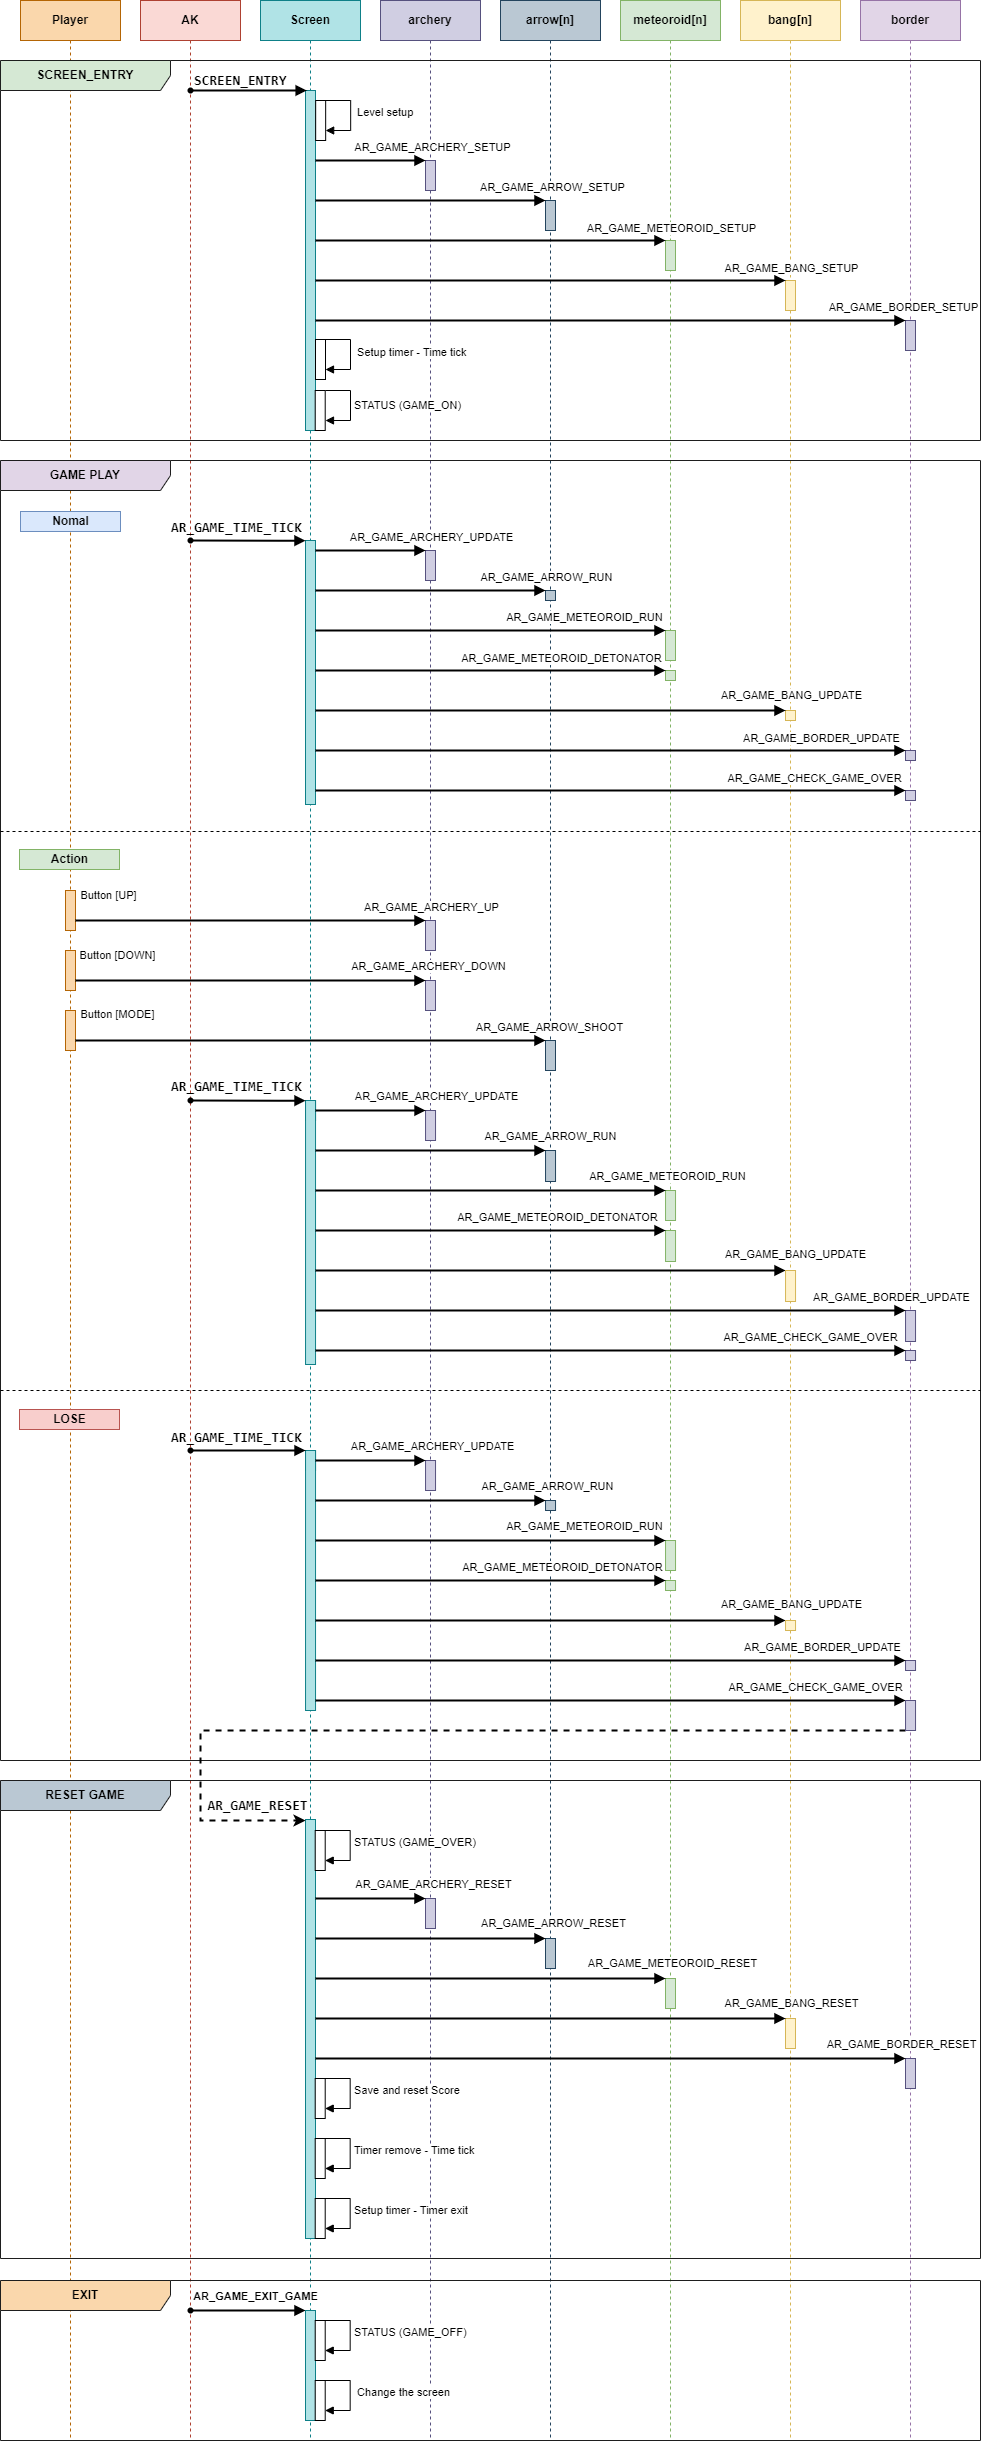 Player
AK
Screen
archery
arrow[n]
meteoroid[n]
bang[n]
border
SCREEN_ENTRY
SCREEN_ENTRY
Level setup
AR_GAME_ARCHERY_SETUP
AR_GAME_ARROW_SETUP
AR_GAME_METEOROID_SETUP
AR_GAME_BANG_SETUP
AR_GAME_BORDER_SETUP
Setup timer - Time tick
STATUS (GAME_ON)
GAME PLAY
Nomal
AR_GAME_TIME_TICK
AR_GAME_ARCHERY_UPDATE
AR_GAME_ARROW_RUN
AR_GAME_METEOROID_RUN
AR_GAME_METEOROID_DETONATOR
AR_GAME_BANG_UPDATE
AR_GAME_BORDER_UPDATE
AR_GAME_CHECK_GAME_OVER
Action
Button [UP]
AR_GAME_ARCHERY_UP
Button [DOWN]
AR_GAME_ARCHERY_DOWN
Button [MODE]
AR_GAME_ARROW_SHOOT
AR_GAME_TIME_TICK
AR_GAME_ARCHERY_UPDATE
AR_GAME_ARROW_RUN
AR_GAME_METEOROID_RUN
AR_GAME_METEOROID_DETONATOR
AR_GAME_BANG_UPDATE
AR_GAME_BORDER_UPDATE
AR_GAME_CHECK_GAME_OVER
LOSE
AR_GAME_TIME_TICK
AR_GAME_ARCHERY_UPDATE
AR_GAME_ARROW_RUN
AR_GAME_METEOROID_RUN
AR_GAME_METEOROID_DETONATOR
AR_GAME_BANG_UPDATE
AR_GAME_BORDER_UPDATE
AR_GAME_CHECK_GAME_OVER
RESET GAME
AR_GAME_RESET
STATUS (GAME_OVER)
AR_GAME_ARCHERY_RESET
AR_GAME_ARROW_RESET
AR_GAME_METEOROID_RESET
AR_GAME_BANG_RESET
AR_GAME_BORDER_RESET
Save and reset Score
Timer remove - Time tick
Setup timer - Timer exit
EXIT
AR_GAME_EXIT_GAME
STATUS (GAME_OFF)
Change the screen